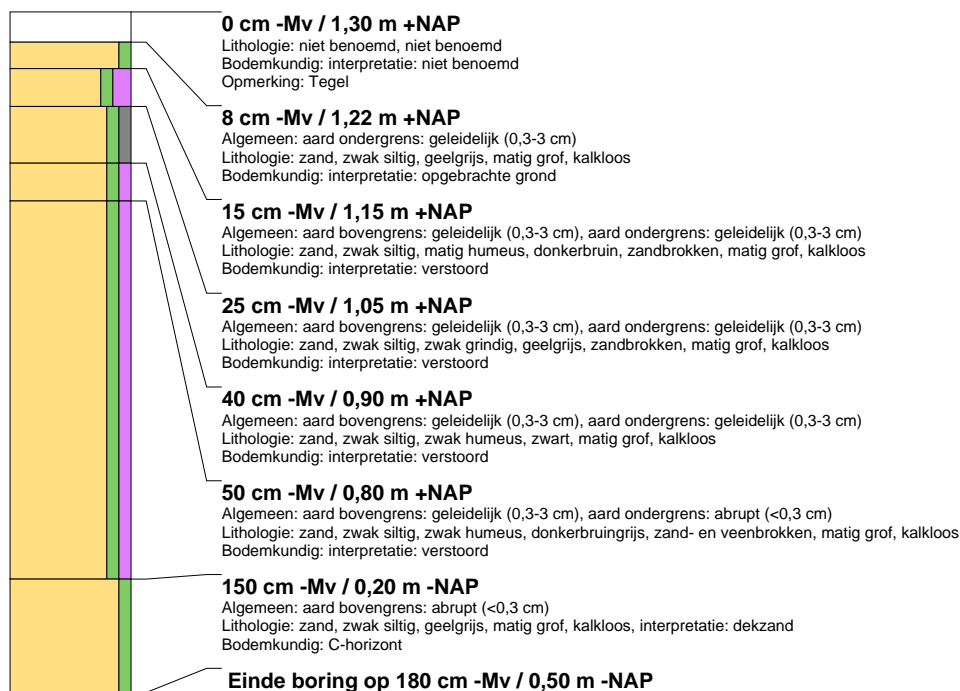 0 cm -Mv / 1,30 m +NAP
Lithologie: niet benoemd, niet benoemd
Bodemkundig: interpretatie: niet benoemd
Opmerking: Tegel
8 cm -Mv / 1,22 m +NAP
Algemeen: aard ondergrens: geleidelijk (0,3-3 cm)
Lithologie: zand, zwak siltig, geelgrijs, matig grof, kalkloos
Bodemkundig: interpretatie: opgebrachte grond
15 cm -Mv / 1,15 m +NAP
Algemeen: aard bovengrens: geleidelijk (0,3-3 cm), aard ondergrens: geleidelijk (0,3-3 cm)
Lithologie: zand, zwak siltig, matig humeus, donkerbruin, zandbrokken, matig grof, kalkloos
Bodemkundig: interpretatie: verstoord
25 cm -Mv / 1,05 m +NAP
Algemeen: aard bovengrens: geleidelijk (0,3-3 cm), aard ondergrens: geleidelijk (0,3-3 cm)
Lithologie: zand, zwak siltig, zwak grindig, geelgrijs, zandbrokken, matig grof, kalkloos
Bodemkundig: interpretatie: verstoord
40 cm -Mv / 0,90 m +NAP
Algemeen: aard bovengrens: geleidelijk (0,3-3 cm), aard ondergrens: geleidelijk (0,3-3 cm)
Lithologie: zand, zwak siltig, zwak humeus, zwart, matig grof, kalkloos
Bodemkundig: interpretatie: verstoord
50 cm -Mv / 0,80 m +NAP
Algemeen: aard bovengrens: geleidelijk (0,3-3 cm), aard ondergrens: abrupt (<0,3 cm)
Lithologie: zand, zwak siltig, zwak humeus, donkerbruingrijs, zand- en veenbrokken, matig grof, kalkloos
Bodemkundig: interpretatie: verstoord
150 cm -Mv / 0,20 m -NAP
Algemeen: aard bovengrens: abrupt (<0,3 cm)
Lithologie: zand, zwak siltig, geelgrijs, matig grof, kalkloos, interpretatie: dekzand
Bodemkundig: C-horizont
Einde boring op 180 cm -Mv / 0,50 m -NAP